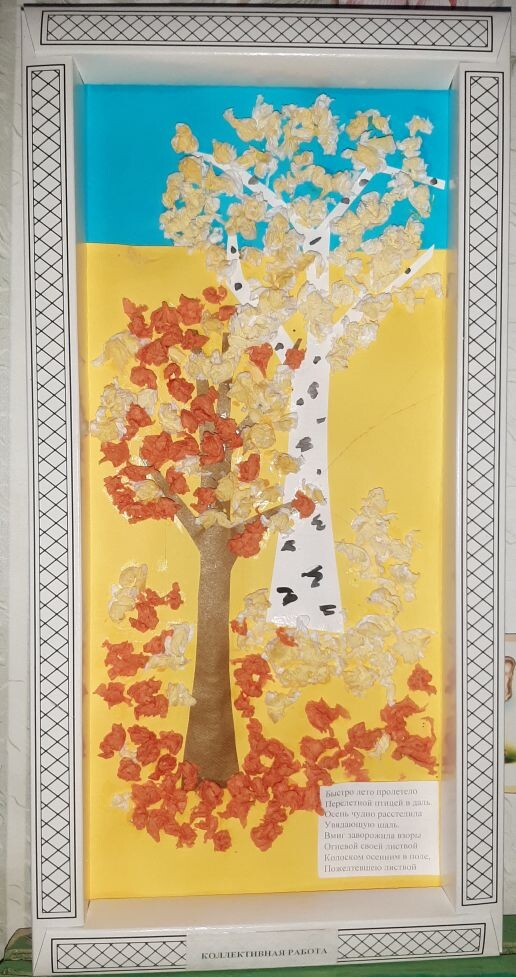 Быстро лето пролетело
Перелетной птицей в даль.
Осень чудно расстелила
Увядающую шаль.
Вмиг заворожила взоры
Огневой своей листвой
Колоском осенним в поле,
Пожелтевшею листвой
КОЛЛЕКТИВНАЯ РАБОТА